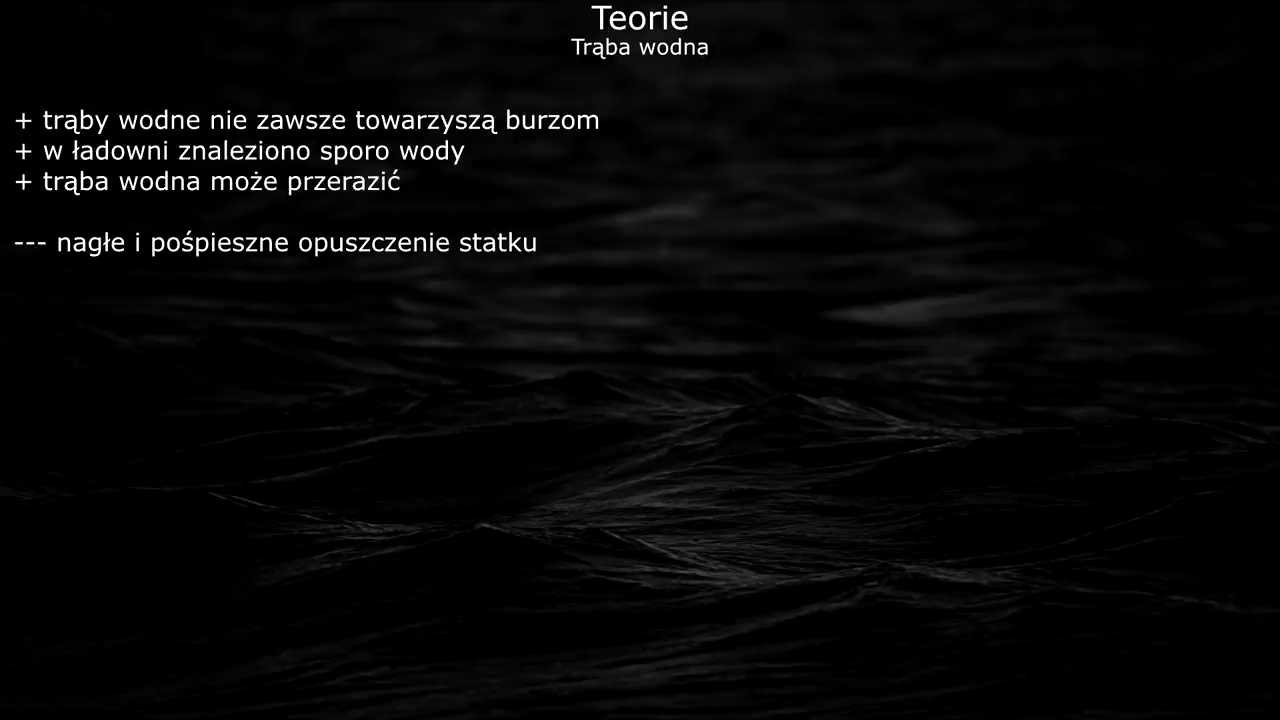 Teorie
Trąba wodna
+ trąby wodne nie zawsze towarzyszą burzom
+ w ładowni znaleziono sporo wody
+ trąba wodna może przerazić
--- nagłe i pośpieszne opuszczenie statku